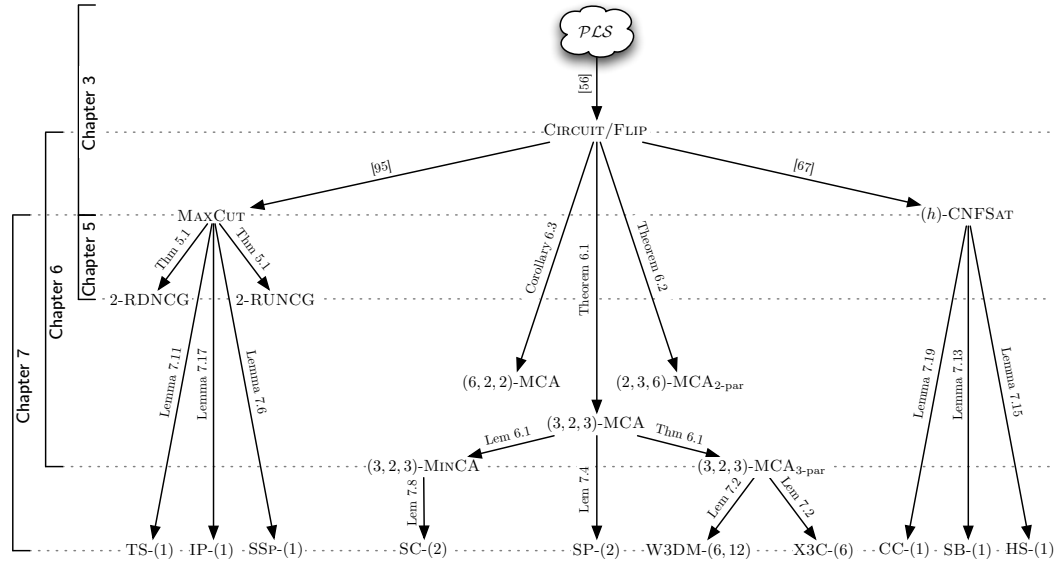 PLS
Chapter 3
[56]
CIRCUIT/FLIP
[95]
[67]
MAXCUT
(h)-CNFSAT
Chapter 5
Chapter 6
Thm 5.1
Thm 5.1
Corollary 6.3
Theorem 6.1
Theorem 6.2
2-RDNCG
2-RUNCG
Chapter 7
Lemma 7.11
Lemma 7.17
Lemma 7.6
(6,2,2)-MCA
(2,3,6)-MCA2-par
Lemma 7.19
Lemma 7.13
Lemma 7.15
(3,2,3)-MCA
Lem 6.1
Thm 6.1
(3,2,3)-MINCA
(3,2,3)-MCA3-par
Lem 7.8
Lem 7.4
Lem 7.2
Lem 7.2
TS-(1) IP-(1) SSP-(1) SC-(2) SP-(2) W3DM-(6,12) X3C-(6) CC-(1) SB-(1) HS-(1)